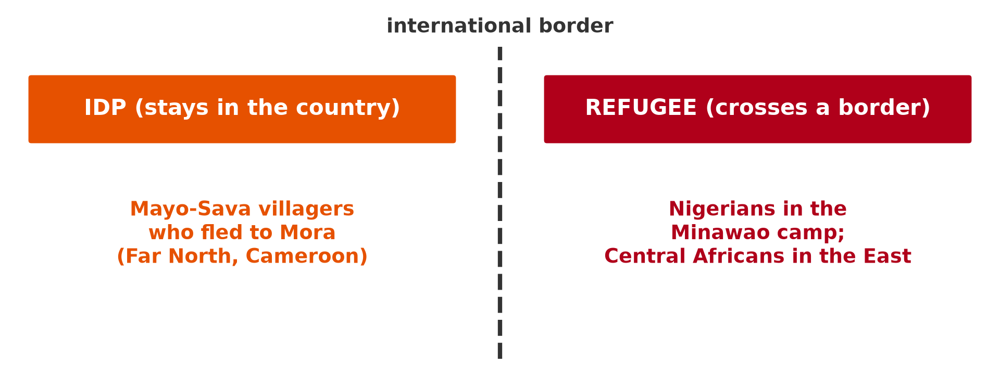 international border
IDP (stays in the country)
REFUGEE (crosses a border)
Mayo-Sava villagers
who fled to Mora
(Far North, Cameroon)
Nigerians in the
Minawao camp;
Central Africans in the East